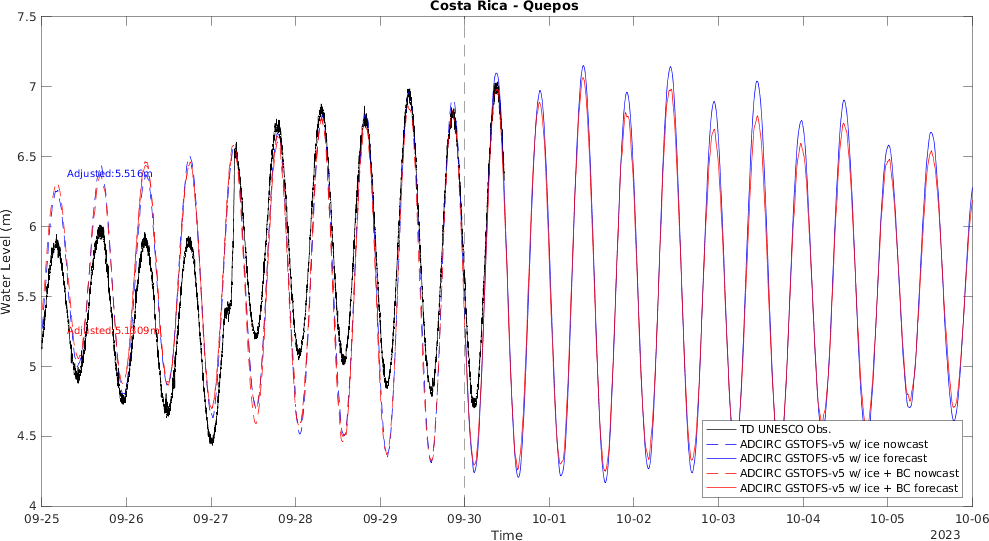 Costa Rica - Quepos
7.5
7
6.5
6
5.5
5
4.5
4
Water Level (m)
Adjusted:5.516m
TD UNESCO Obs.
ADCIRC GSTOFS-v5 w/ ice nowcast
ADCIRC GSTOFS-v5 w/ ice forecast
ADCIRC GSTOFS-v5 w/ ice + BC nowcast
ADCIRC GSTOFS-v5 w/ ice + BC forecast
09-25 09-26 09-27 09-28 09-29 09-30 10-01 10-02 10-03 10-04 10-05 10-06
Time
2023